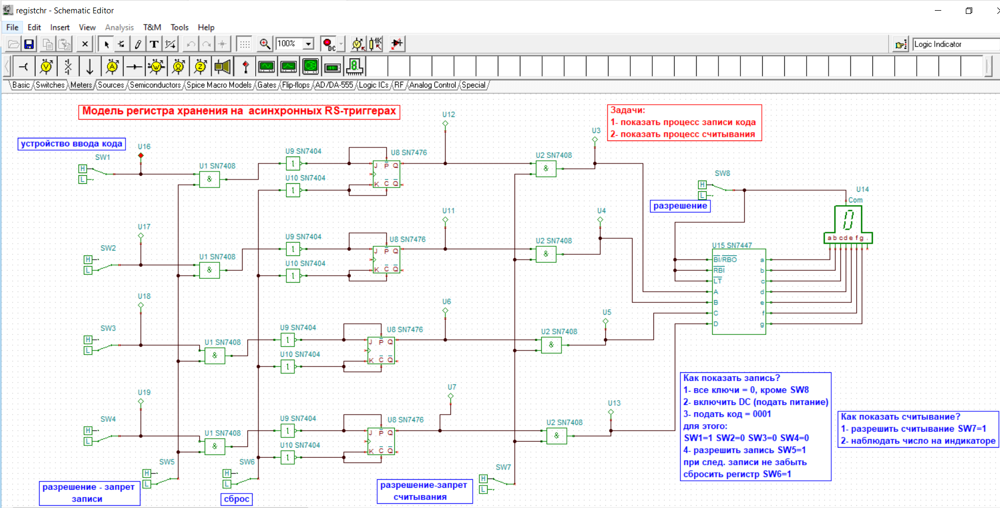 registchr - Schematic Editor
File Edit Insert View Analysis T&M Tools Help
100% DC 1K Logic Indicator
Basic Switches Meters Sources Semiconductors Spice Macro Models Gates Flip-flops AD/DA-555 Logic ICs RF Analog Control Special
Модель регистра хранения на асинхронных RS-триггерах
Задачи:
1- показать процесс записи кода
2- показать процесс считывания
устройство ввода кода
U16
SW1
H
L
U1 SN7408
&
U9 SN7404
1
U10 SN7404
1
U8 SN7476
J P Q
K C Q
U12
U2 SN7408
&
U3
SW8
H
L
разрешение
U14
Com
0
a b c d e f g .
U17
SW2
H
L
U1 SN7408
&
U9 SN7404
1
U10 SN7404
1
U8 SN7476
J P Q
K C Q
U11
U2 SN7408
&
U4
U15 SN7447
BI/RBO a
RBI b
LT c
A d
B e
C f
D g
U18
SW3
H
L
U1 SN7408
&
U9 SN7404
1
U10 SN7404
1
U8 SN7476
J P Q
K C Q
U6
U2 SN7408
&
U5
U19
SW4
H
L
U1 SN7408
&
U9 SN7404
1
U10 SN7404
1
U8 SN7476
J P Q
K C Q
U7
U2 SN7408
&
U13
SW5
H
L
разрешение - запрет
записи
SW6
H
L
сброс
SW7
H
L
разрешение-запрет
считывания
Как показать запись?
1- все ключи = 0, кроме SW8
2- включить DC (подать питание)
3- подать код = 0001
для этого:
SW1=1 SW2=0 SW3=0 SW4=0
4- разрешить запись SW5=1
при след. записи не забыть
сбросить регистр SW6=1
Как показать считывание?
1- разрешить считывание SW7=1
2- наблюдать число на индикаторе